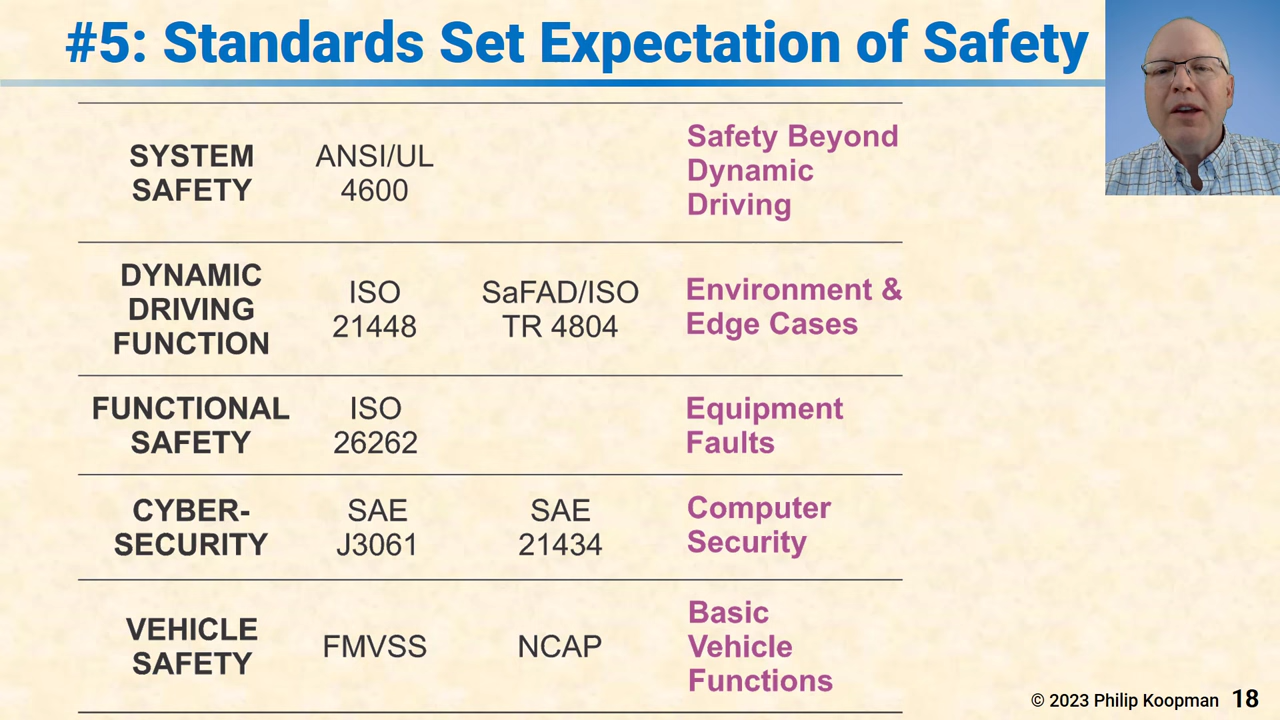 #5: Standards Set Expectation of Safety
SYSTEM
SAFETY
ANSI/UL
4600
Safety Beyond
Dynamic
Driving
DYNAMIC
DRIVING
FUNCTION
ISO
21448
SaFAD/ISO
TR 4804
Environment &
Edge Cases
FUNCTIONAL
SAFETY
ISO
26262
Equipment
Faults
CYBER-
SECURITY
SAE
J3061
SAE
21434
Computer
Security
VEHICLE
SAFETY
FMVSS
NCAP
Basic
Vehicle
Functions
© 2023 Philip Koopman 18